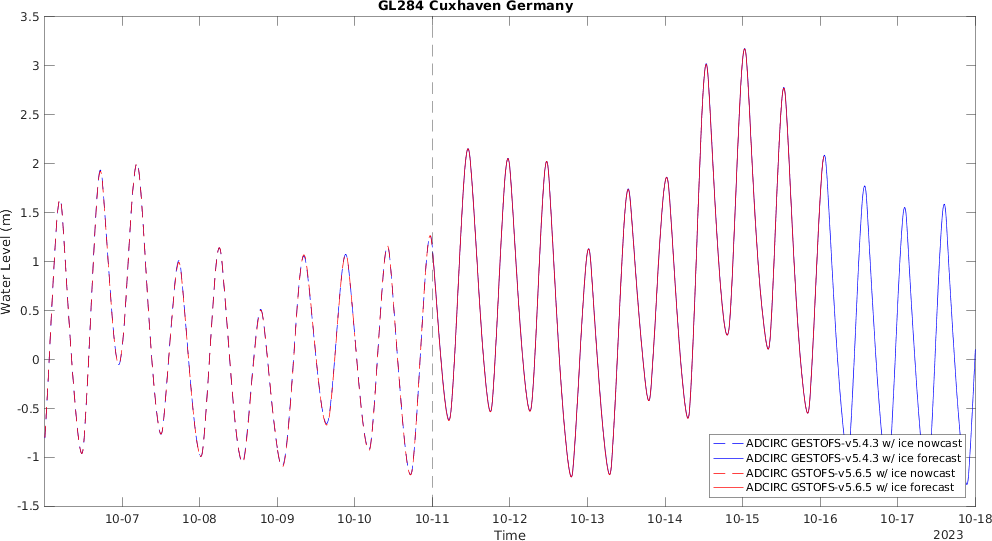 GL284 Cuxhaven Germany
3.5
3
2.5
2
1.5
1
0.5
0
-0.5
-1
-1.5
Water Level (m)
ADCIRC GESTOFS-v5.4.3 w/ ice nowcast
ADCIRC GESTOFS-v5.4.3 w/ ice forecast
ADCIRC GSTOFS-v5.6.5 w/ ice nowcast
ADCIRC GSTOFS-v5.6.5 w/ ice forecast
10-07 10-08 10-09 10-10 10-11 10-12 10-13 10-14 10-15 10-16 10-17 10-18
Time
2023